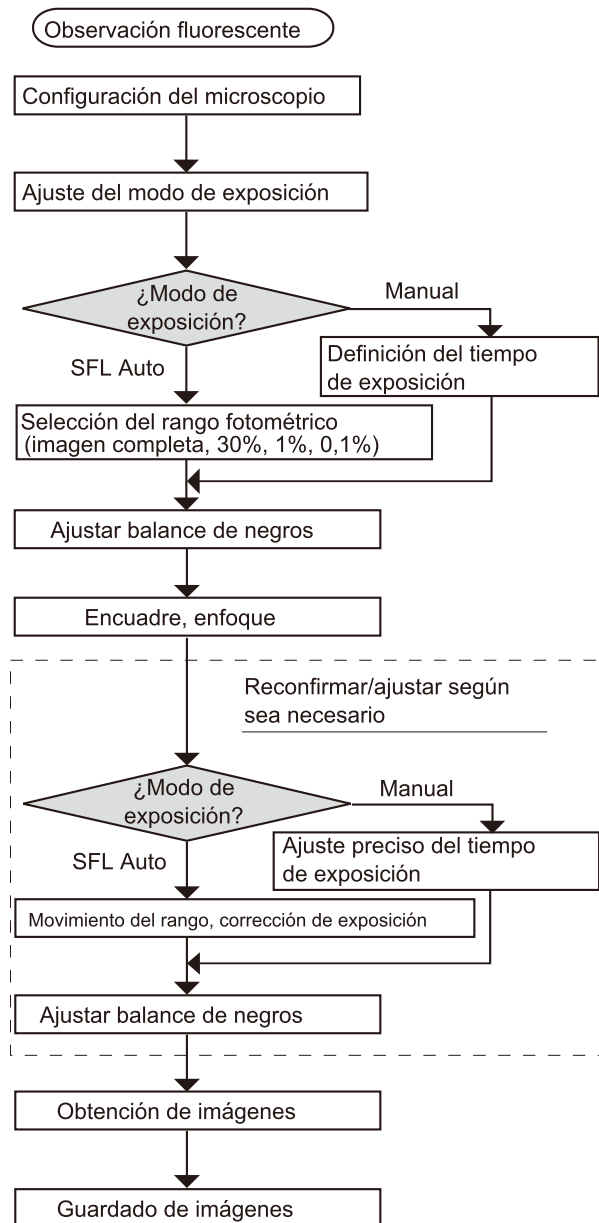 Observación fluorescente
Configuración del microscopio
Ajuste del modo de exposición
¿Modo de
exposición?
Manual
SFL Auto
Definición del tiempo
de exposición
Selección del rango fotométrico
(imagen completa, 30%, 1%, 0,1%)
Ajustar balance de negros
Encuadre, enfoque
Reconfirmar/ajustar según
sea necesario
¿Modo de
exposición?
Manual
SFL Auto
Ajuste preciso del tiempo
de exposición
Movimiento del rango, corrección de exposición
Ajustar balance de negros
Obtención de imágenes
Guardado de imágenes